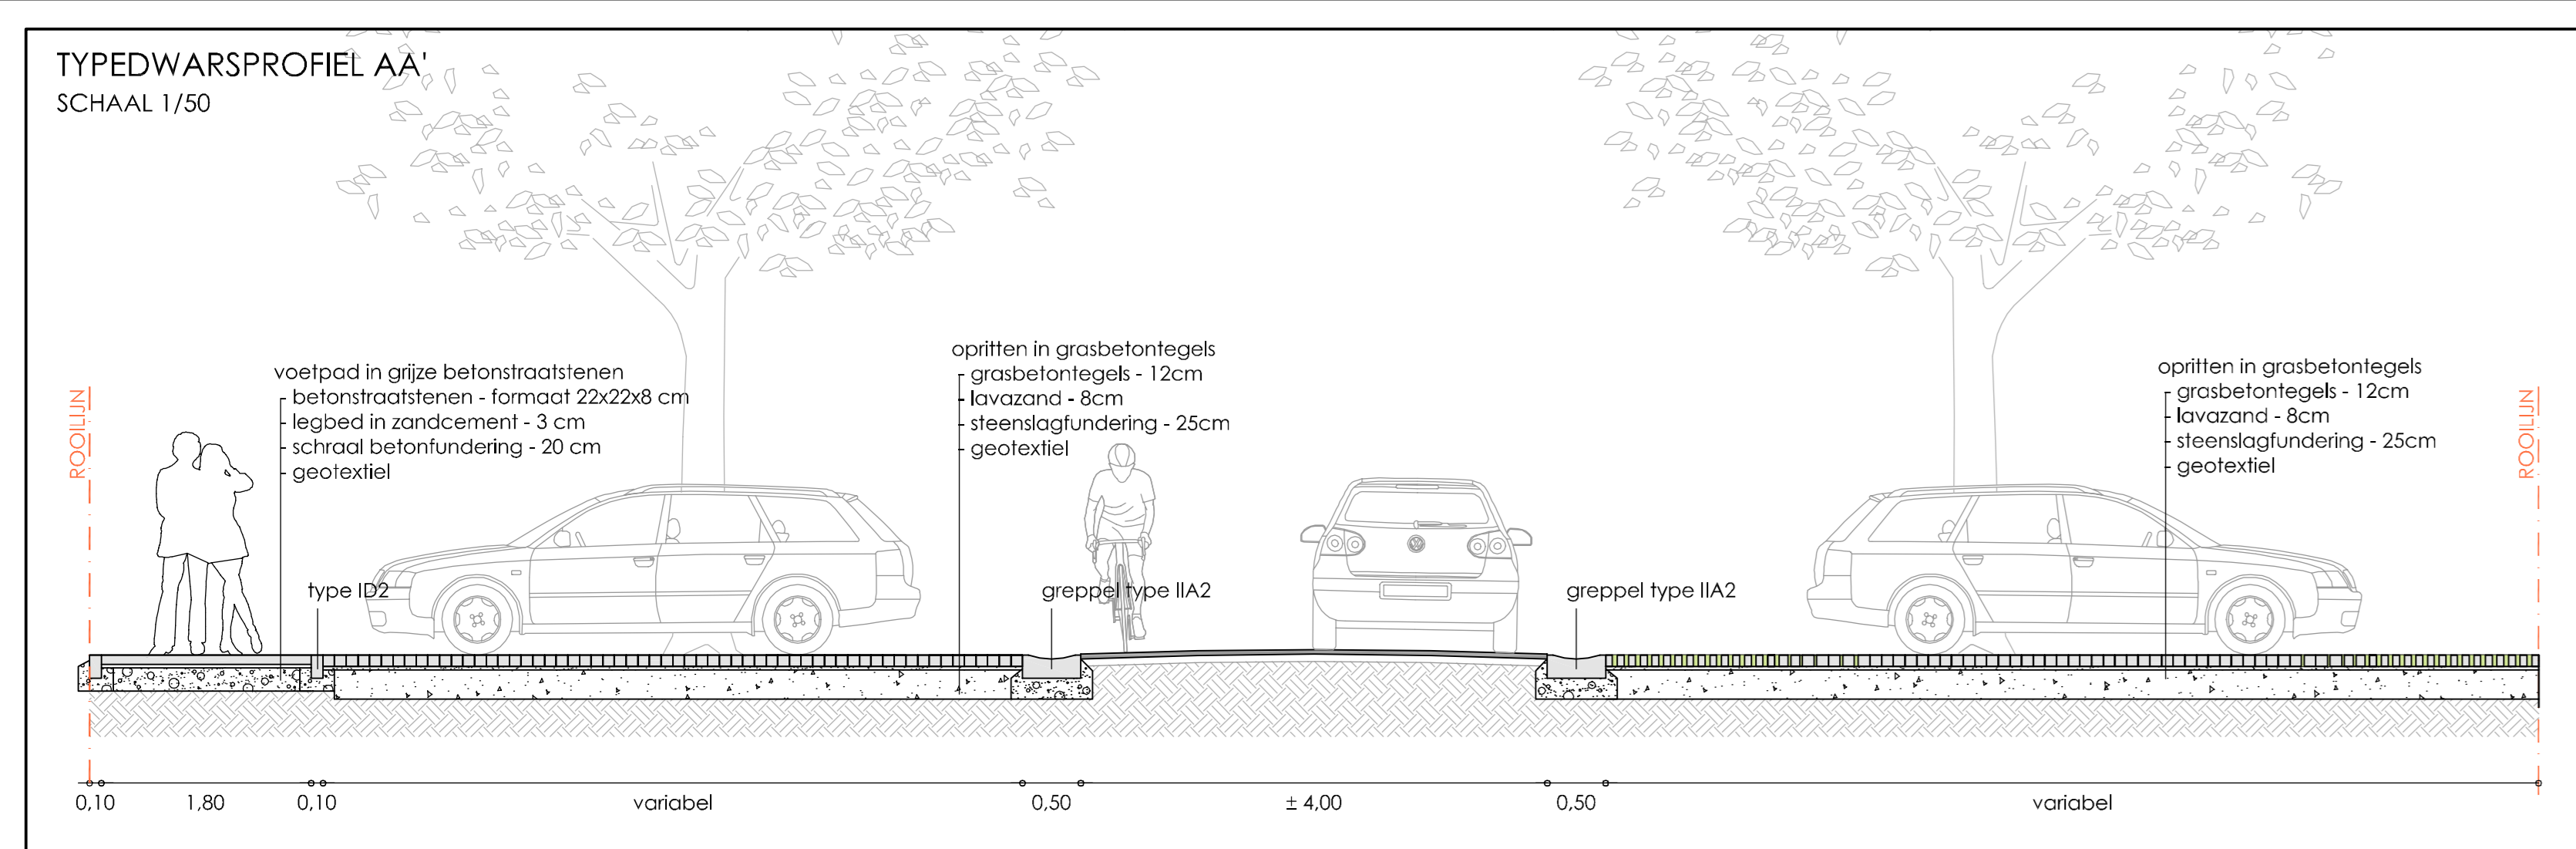 TYPEDWARSPROFIEL AA'
SCHAAL 1/50
ROOILIJN
voetpad in grijze betonstraatstenen
betonstraatstenen - formaat 22x22x8 cm
legbed in zandcement - 3 cm
schraal betonfundering - 20 cm
geotextiel
type ID2
opritten in grasbetontegels
grasbetontegels - 12cm
lavazand - 8cm
steenslagfundering - 25cm
geotextiel
greppel type IIA2
greppel type IIA2
opritten in grasbetontegels
grasbetontegels - 12cm
lavazand - 8cm
steenslagfundering - 25cm
geotextiel
ROOILIJN
0,10 1,80 0,10 variabel 0,50 ± 4,00 0,50 variabel